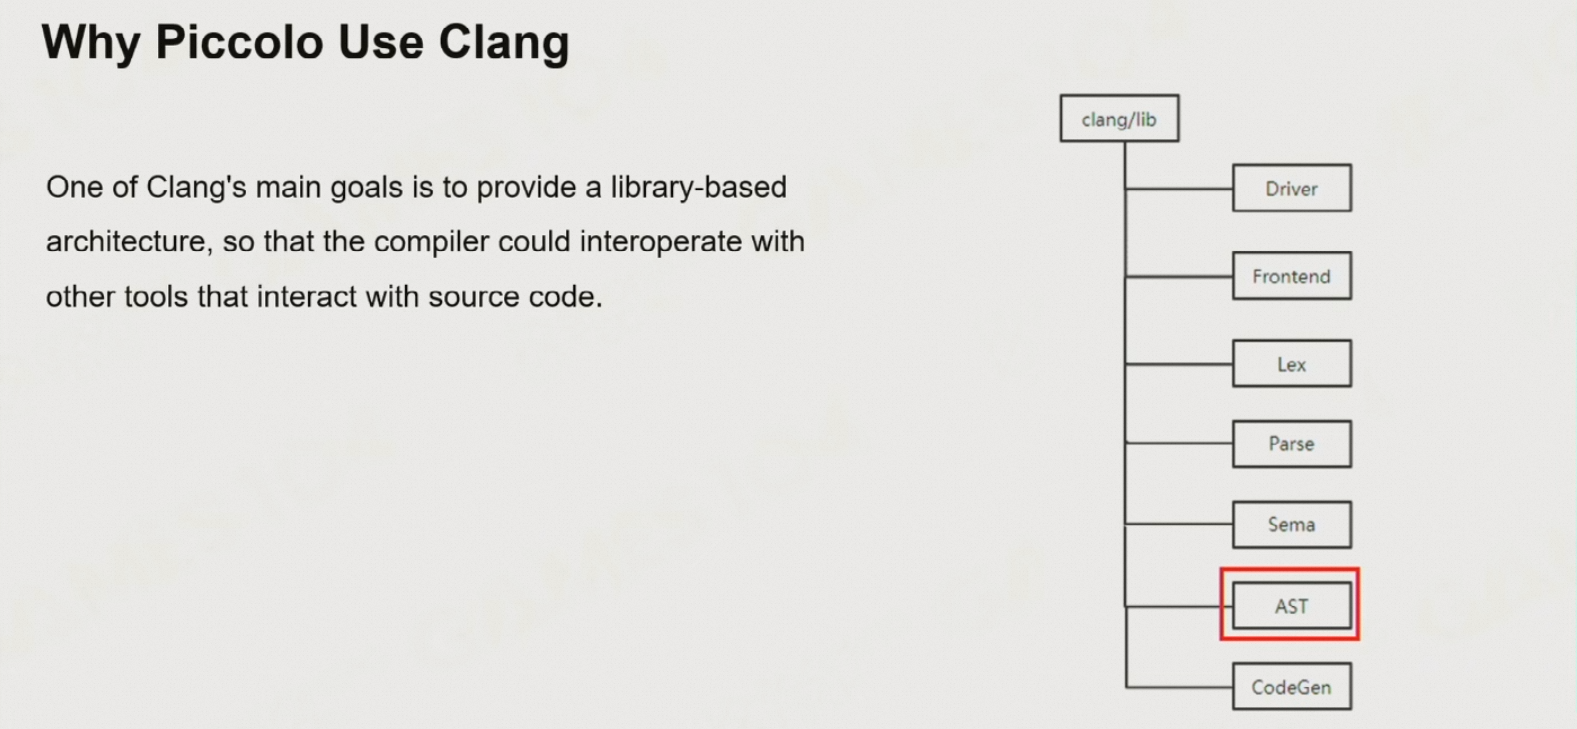 Why Piccolo Use Clang
One of Clang's main goals is to provide a library-based
architecture, so that the compiler could interoperate with
other tools that interact with source code.
clang/lib
Driver
Frontend
Lex
Parse
Sema
AST
CodeGen